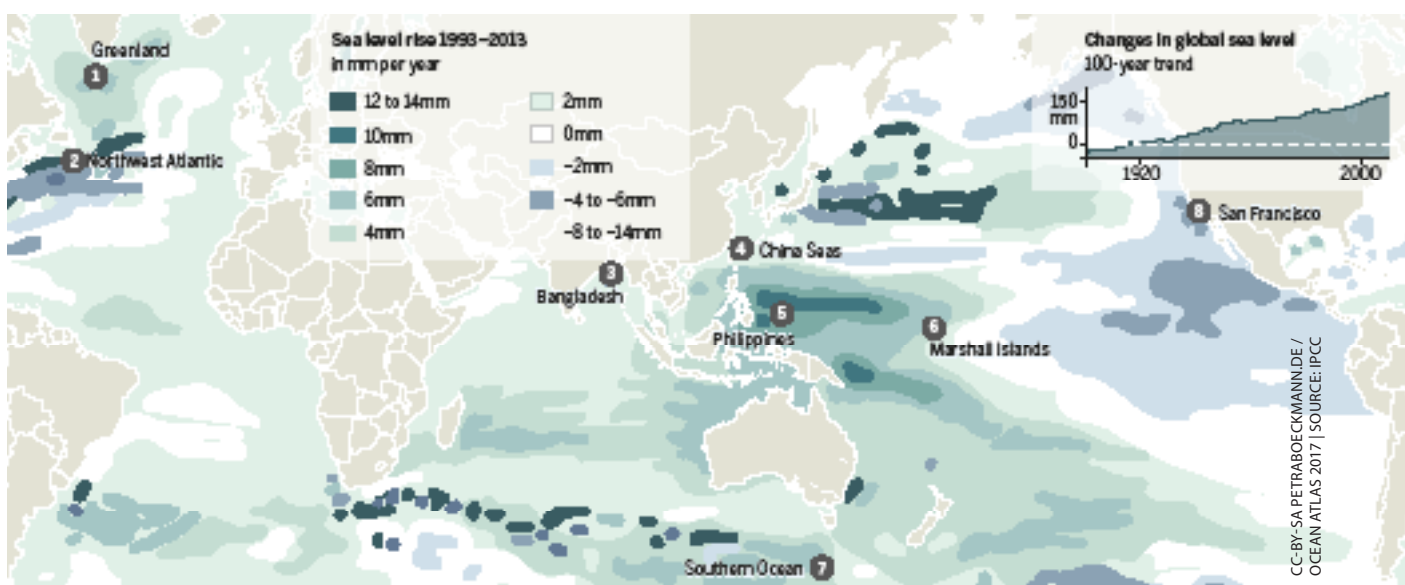 Greenland
1
2 Northwest Atlantic
Sea level rise 1993–2013
in mm per year
12 to 14mm
10mm
8mm
6mm
4mm
2mm
0mm
–2mm
–4 to –6mm
–8 to –14mm
Changes in global sea level
100-year trend
150
mm
0
1920 2000
3
Bangladesh
4 China Seas
5
Philippines
6
Marshall Islands
8 San Francisco
Southern Ocean 7
CC-BY-SA PETRABOECKMANN.DE /
OCEAN ATLAS 2017 | SOURCE: IPCC